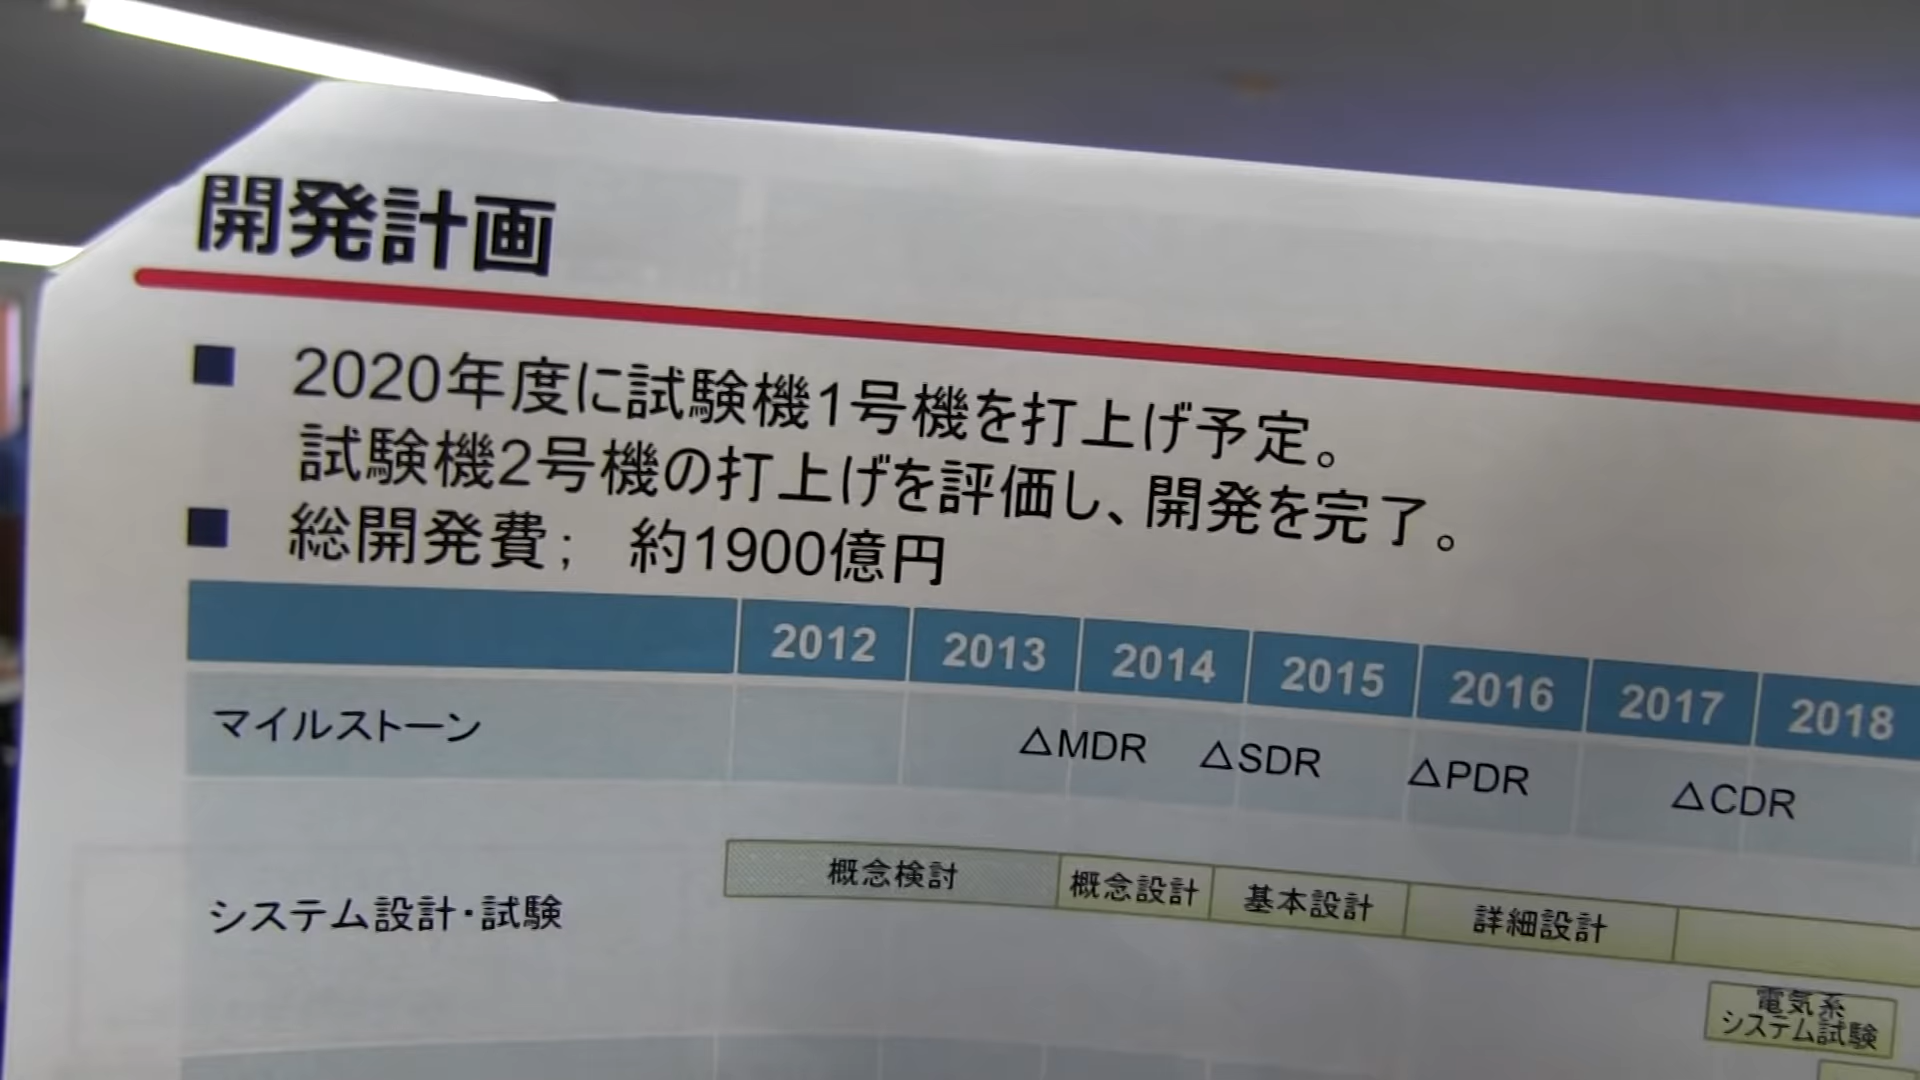 開発計画
■ 2020年度に試験機1号機を打上げ予定。
試験機2号機の打上げを評価し、開発を完了。
■ 総開発費； 約1900億円
2012 2013 2014 2015 2016 2017 2018
マイルストーン △MDR △SDR △PDR △CDR
システム設計・試験 概念検討 概念設計 基本設計 詳細設計
電気系
システム試験